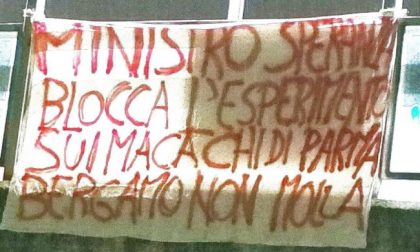 MINISTRO SPERANZA
BLOCCA L'ESPERIMENTO
SUI MACACHI DI PARMA
BERGAMO NON MOLLA